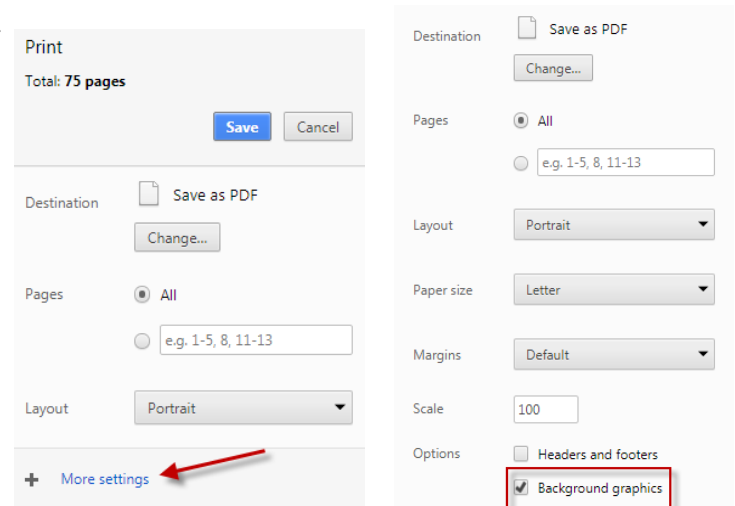 Print
Total: 75 pages
Save Cancel
Destination Save as PDF
Change...
Pages All
e.g. 1-5, 8, 11-13
Layout Portrait
+ More settings
Destination Save as PDF
Change...
Pages All
e.g. 1-5, 8, 11-13
Layout Portrait
Paper size Letter
Margins Default
Scale 100
Options Headers and footers
Background graphics